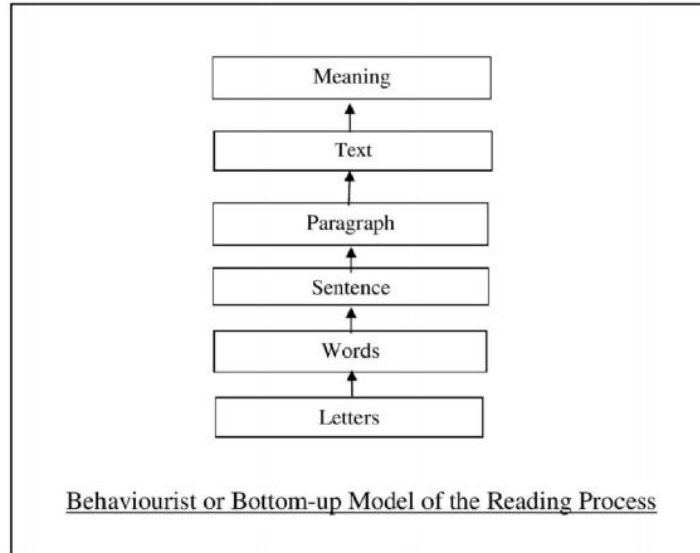 Meaning
Text
Paragraph
Sentence
Words
Letters
Behaviourist or Bottom-up Model of the Reading Process